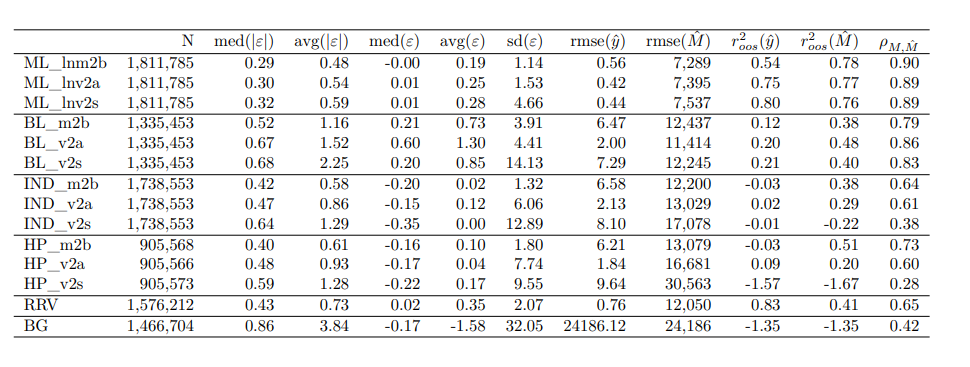 N med(|ε|) avg(|ε|) med(ε) avg(ε) sd(ε) rmse(ŷ) rmse(M̂) r²oos(ŷ) r²oos(M̂) ρM,M̂
ML_lnm2b 1,811,785 0.29 0.48 -0.00 0.19 1.14 0.56 7,289 0.54 0.78 0.90
ML_lnv2a 1,811,785 0.30 0.54 0.01 0.25 1.53 0.42 7,395 0.75 0.77 0.89
ML_lnv2s 1,811,785 0.32 0.59 0.01 0.28 4.66 0.44 7,537 0.80 0.76 0.89
BL_m2b 1,335,453 0.52 1.16 0.21 0.73 3.91 6.47 12,437 0.12 0.38 0.79
BL_v2a 1,335,453 0.67 1.52 0.60 1.30 4.41 2.00 11,414 0.20 0.48 0.86
BL_v2s 1,335,453 0.68 2.25 0.20 0.85 14.13 7.29 12,245 0.21 0.40 0.83
IND_m2b 1,738,553 0.42 0.58 -0.20 0.02 1.32 6.58 12,200 -0.03 0.38 0.64
IND_v2a 1,738,553 0.47 0.86 -0.15 0.12 6.06 2.13 13,029 0.02 0.29 0.61
IND_v2s 1,738,553 0.64 1.29 -0.35 0.00 12.89 8.10 17,078 -0.01 -0.22 0.38
HP_m2b 905,568 0.40 0.61 -0.16 0.10 1.80 6.21 13,079 -0.03 0.51 0.73
HP_v2a 905,566 0.48 0.93 -0.17 0.04 7.74 1.84 16,681 0.09 0.20 0.60
HP_v2s 905,573 0.59 1.28 -0.22 0.17 9.55 9.64 30,563 -1.57 -1.67 0.28
RRV 1,576,212 0.43 0.73 0.02 0.35 2.07 0.76 12,050 0.83 0.41 0.65
BG 1,466,704 0.86 3.84 -0.17 -1.58 32.05 24186.12 24,186 -1.35 -1.35 0.42